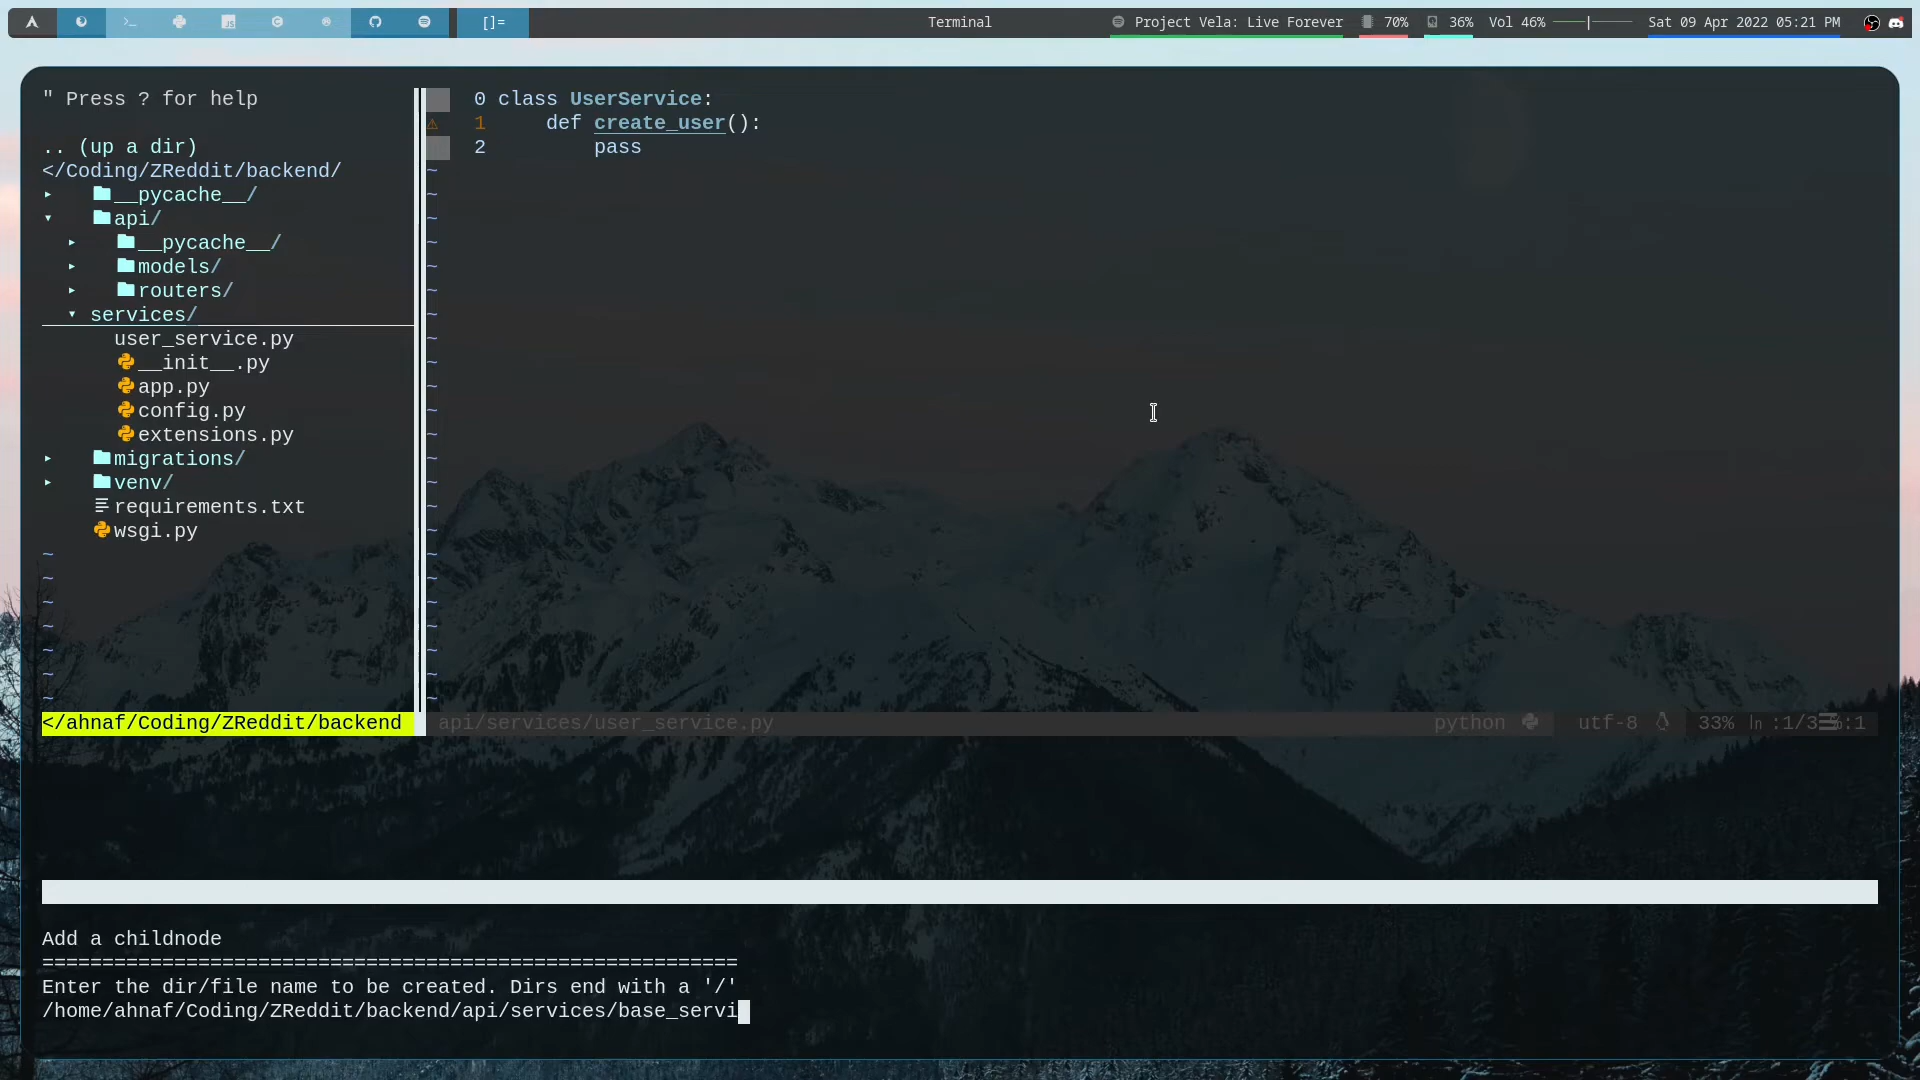 []=
Terminal
Project Vela: Live Forever
70%
36%
Vol 46%
Sat 09 Apr 2022 05:21 PM
" Press ? for help
.. (up a dir)
</Coding/ZReddit/backend/
▸ __pycache__/
▾ api/
▸ __pycache__/
▸ models/
▸ routers/
▾ services/
user_service.py
__init__.py
app.py
config.py
extensions.py
▸ migrations/
▸ venv/
requirements.txt
wsgi.py
</ahnaf/Coding/ZReddit/backend
0 class UserService:
1     def create_user():
2         pass
api/services/user_service.py
python
utf-8
33% ln :1/3
:1
Add a childnode
==========================================================
Enter the dir/file name to be created. Dirs end with a '/'
/home/ahnaf/Coding/ZReddit/backend/api/services/base_servi